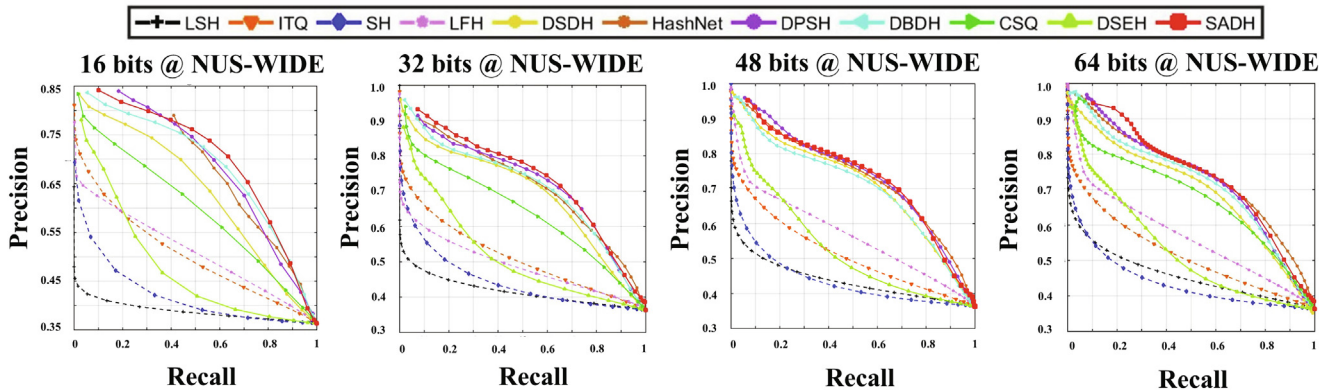 LSH ITQ SH LFH DSDH HashNet DPSH DBDH CSQ DSEH SADH
16 bits @ NUS-WIDE 32 bits @ NUS-WIDE 48 bits @ NUS-WIDE 64 bits @ NUS-WIDE
Precision
0.85
0.75
0.65
0.55
0.45
0.35
0 0.2 0.4 0.6 0.8 1
Recall
Precision
1.0
0.9
0.8
0.7
0.6
0.5
0.4
0.3
0 0.2 0.4 0.6 0.8 1
Recall
Precision
1.0
0.9
0.8
0.7
0.6
0.5
0.4
0.3
0 0.2 0.4 0.6 0.8 1
Recall
Precision
1.0
0.9
0.8
0.7
0.6
0.5
0.4
0.3
0 0.2 0.4 0.6 0.8 1
Recall